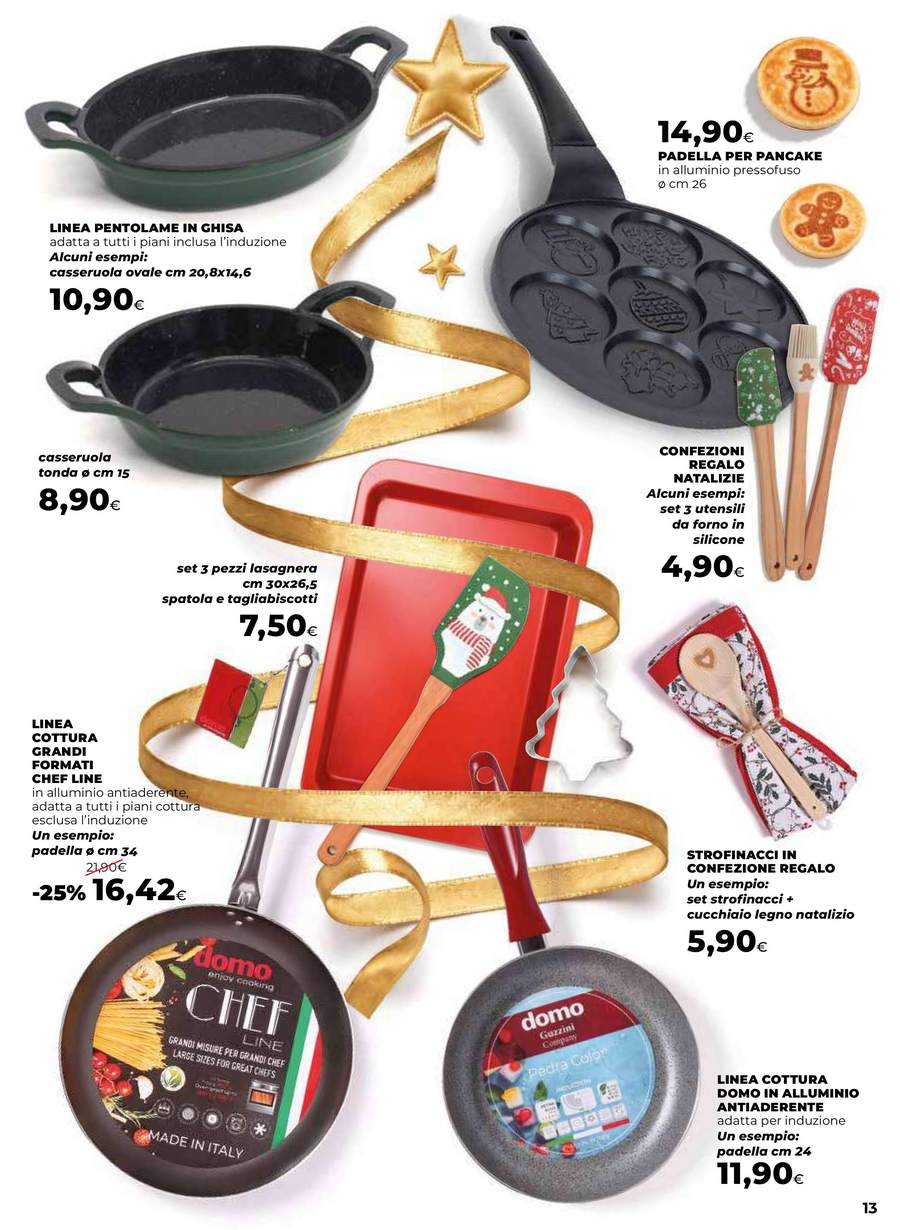 14,90€
PADELLA PER PANCAKE
in alluminio pressofuso
ø cm 26
LINEA PENTOLAME IN GHISA
adatta a tutti i piani inclusa l'induzione
Alcuni esempi:
casseruola ovale cm 20,8x14,6
10,90€
casseruola
tonda ø cm 15
8,90€
CONFEZIONI
REGALO
NATALIZIE
Alcuni esempi:
set 3 utensili
da forno in
silicone
4,90€
set 3 pezzi lasagnera
cm 30x26,5
spatola e tagliabiscotti
7,50€
LINEA
COTTURA
GRANDI
FORMATI
CHEF LINE
in alluminio antiaderente,
adatta a tutti i piani cottura
esclusa l'induzione
Un esempio:
padella ø cm 34
21,90€
-25% 16,42€
STROFINACCI IN
CONFEZIONE REGALO
Un esempio:
set strofinacci +
cucchiaio legno natalizio
5,90€
domo
enjoy cooking
CHEF
LINE
GRANDI MISURE PER GRANDI CHEF
LARGE SIZES FOR GREAT CHEFS
MADE IN ITALY
domo
Guzzini
Company
Pedra Color
INDUCTION
LINEA COTTURA
DOMO IN ALLUMINIO
ANTIADERENTE
adatta per induzione
Un esempio:
padella cm 24
11,90€
13